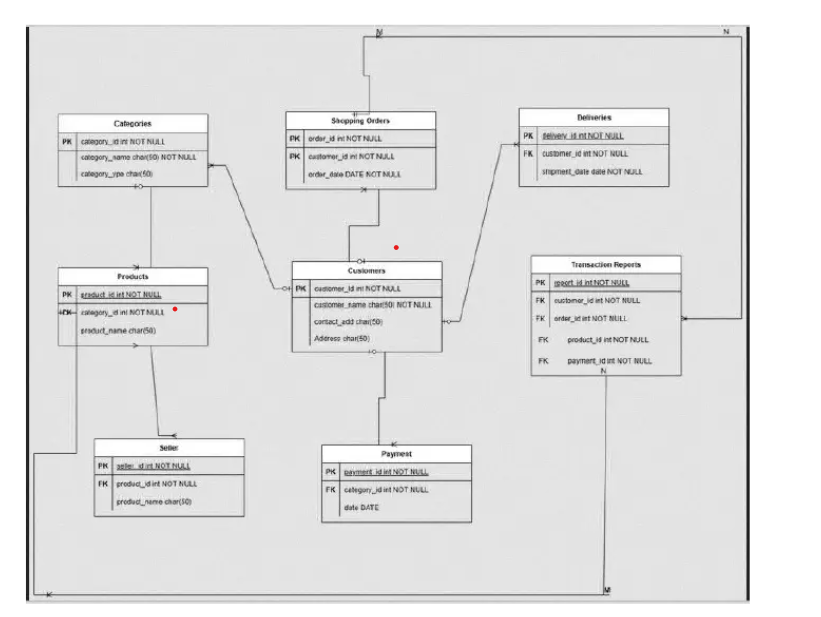 M
N
Categories
PK category_id int NOT NULL
category_name char(50) NOT NULL
category_ype char(50)
Shopping Orders
PK order_id int NOT NULL
PK customer_id int NOT NULL
order_date DATE NOT NULL
Deliveries
PK delivery_id int NOT NULL
FK customer_id int NOT NULL
shipment_date date NOT NULL
Products
PK product_id int NOT NULL
category_id int NOT NULL
product_name char(50)
Customers
PK customer_id int NOT NULL
customer_name char(50) NOT NULL
contact_add char(50)
Address char(50)
Transaction Reports
PK report_id int NOT NULL
FK customer_id int NOT NULL
FK order_id int NOT NULL
FK product_id int NOT NULL
FK payment_id int NOT NULL
N
Seller
PK seller_id int NOT NULL
FK product_id int NOT NULL
product_name char(50)
Payment
PK payment_id int NOT NULL
FK category_id int NOT NULL
date DATE
M